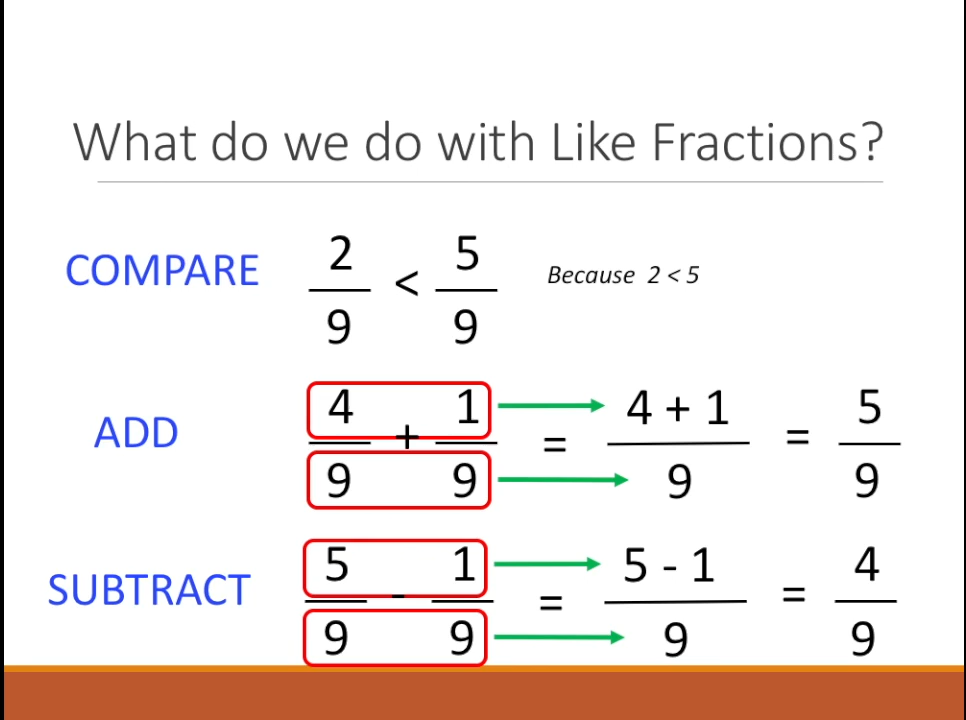 What do we do with Like Fractions?
COMPARE 2/9 < 5/9 Because 2 < 5
ADD 4/9 + 1/9 = 4 + 1/9 = 5/9
SUBTRACT 5/9 - 1/9 = 5 - 1/9 = 4/9